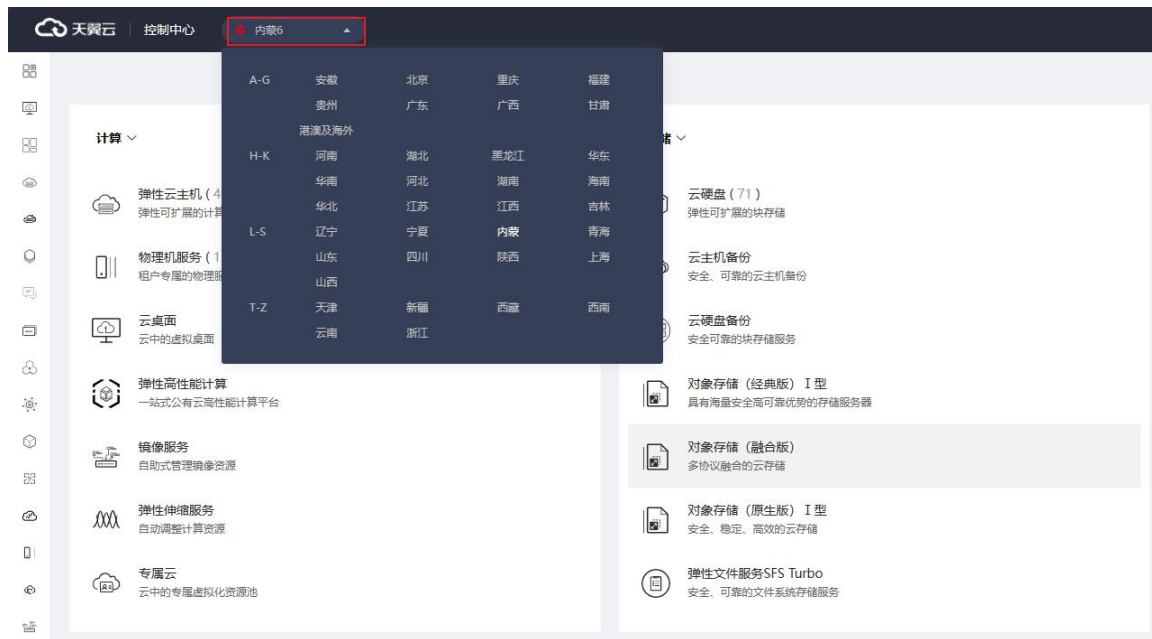 天翼云 控制中心 内蒙6
A-G 安徽 北京 重庆 福建
贵州 广东 广西 甘肃
港澳及海外
H-K 河南 湖北 黑龙江 华东
华南 河北 湖南 海南
华北 江苏 江西 吉林
L-S 辽宁 宁夏 内蒙 青海
山东 四川 陕西 上海
山西
T-Z 天津 新疆 西藏 西南
云南 浙江
计算
弹性云主机 ( 4
弹性可扩展的计算
物理机服务 ( 1
租户专属的物理服
云桌面
云中的虚拟桌面
弹性高性能计算
一站式公有云高性能计算平台
镜像服务
自助式管理镜像资源
弹性伸缩服务
自动调整计算资源
专属云
云中的专属虚拟化资源池
储
云硬盘 ( 71 )
弹性可扩展的块存储
云主机备份
安全、可靠的云主机备份
云硬盘备份
安全可靠的块存储服务
对象存储（经典版）I型
具有海量安全高可靠优势的存储服务器
对象存储（融合版）
多协议融合的云存储
对象存储（原生版）I型
安全、稳定、高效的云存储
弹性文件服务SFS Turbo
安全、可靠的文件系统存储服务